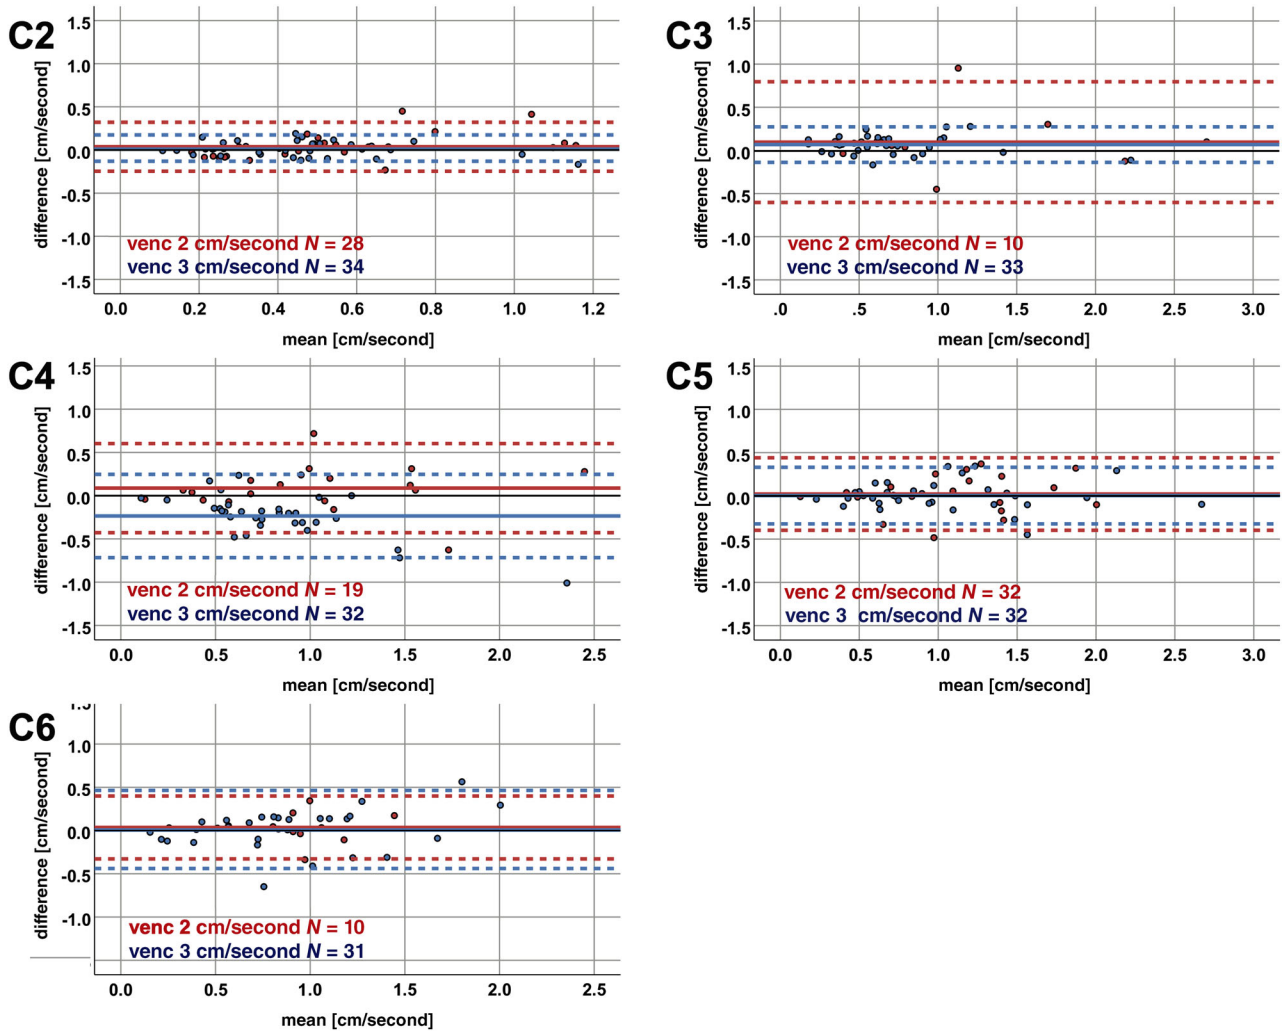 C2
difference [cm/second]
1.5
1.0
0.5
0.0
-0.5
-1.0
-1.5
venc 2 cm/second N = 28
venc 3 cm/second N = 34
0.0 0.2 0.4 0.6 0.8 1.0 1.2
mean [cm/second]
C3
difference [cm/second]
1.5
1.0
0.5
0.0
-0.5
-1.0
-1.5
venc 2 cm/second N = 10
venc 3 cm/second N = 33
.0 .5 1.0 1.5 2.0 2.5 3.0
mean [cm/second]
C4
difference [cm/second]
1.5
1.0
0.5
0.0
-0.5
-1.0
-1.5
venc 2 cm/second N = 19
venc 3 cm/second N = 32
0.0 0.5 1.0 1.5 2.0 2.5
mean [cm/second]
C5
difference [cm/second]
1.5
1.0
0.5
0.0
-0.5
-1.0
-1.5
venc 2 cm/second N = 32
venc 3 cm/second N = 32
0.0 0.5 1.0 1.5 2.0 2.5 3.0
mean [cm/second]
C6
difference [cm/second]
1.5
1.0
0.5
0.0
-0.5
-1.0
venc 2 cm/second N = 10
venc 3 cm/second N = 31
0.0 0.5 1.0 1.5 2.0 2.5
mean [cm/second]